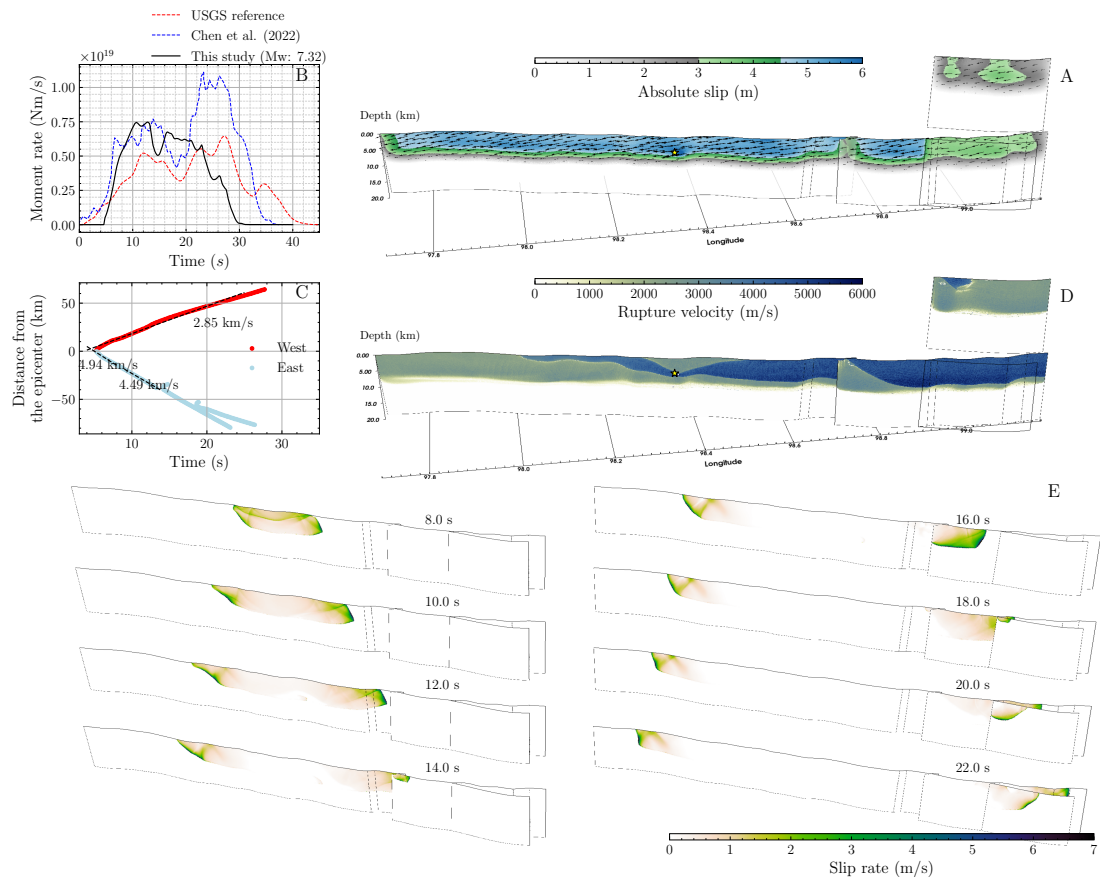 USGS reference
Chen et al. (2022)
This study (Mw: 7.32)
×10¹⁹
B
1.00
0.75
0.50
0.25
0.00
Moment rate (Nm/s)
0 10 20 30 40
Time (s)
A
0 1 2 3 4 5 6
Absolute slip (m)
Depth (km)
0.00
5.00
10.0
15.0
20.0
97.8 98.0 98.2 98.4 98.6 98.8 99.0
Longitude
C
50
0
−50
Distance from
the epicenter (km)
2.85 km/s
4.94 km/s
4.49 km/s
West
East
10 20 30
Time (s)
D
0 1000 2000 3000 4000 5000 6000
Rupture velocity (m/s)
Depth (km)
0.00
5.00
10.0
15.0
20.0
97.8 98.0 98.2 98.4 98.6 98.8 99.0
Longitude
E
8.0 s
10.0 s
12.0 s
14.0 s
16.0 s
18.0 s
20.0 s
22.0 s
0 1 2 3 4 5 6 7
Slip rate (m/s)